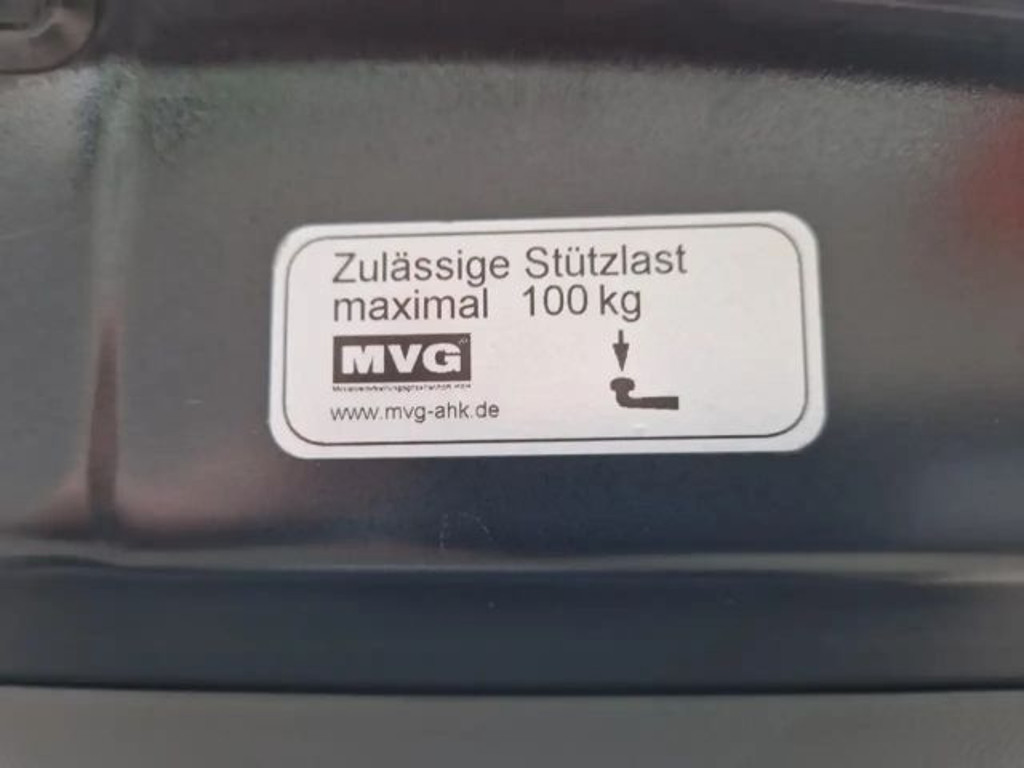 Zulässige Stützlast
maximal 100 kg
MVG
www.mvg-ahk.de